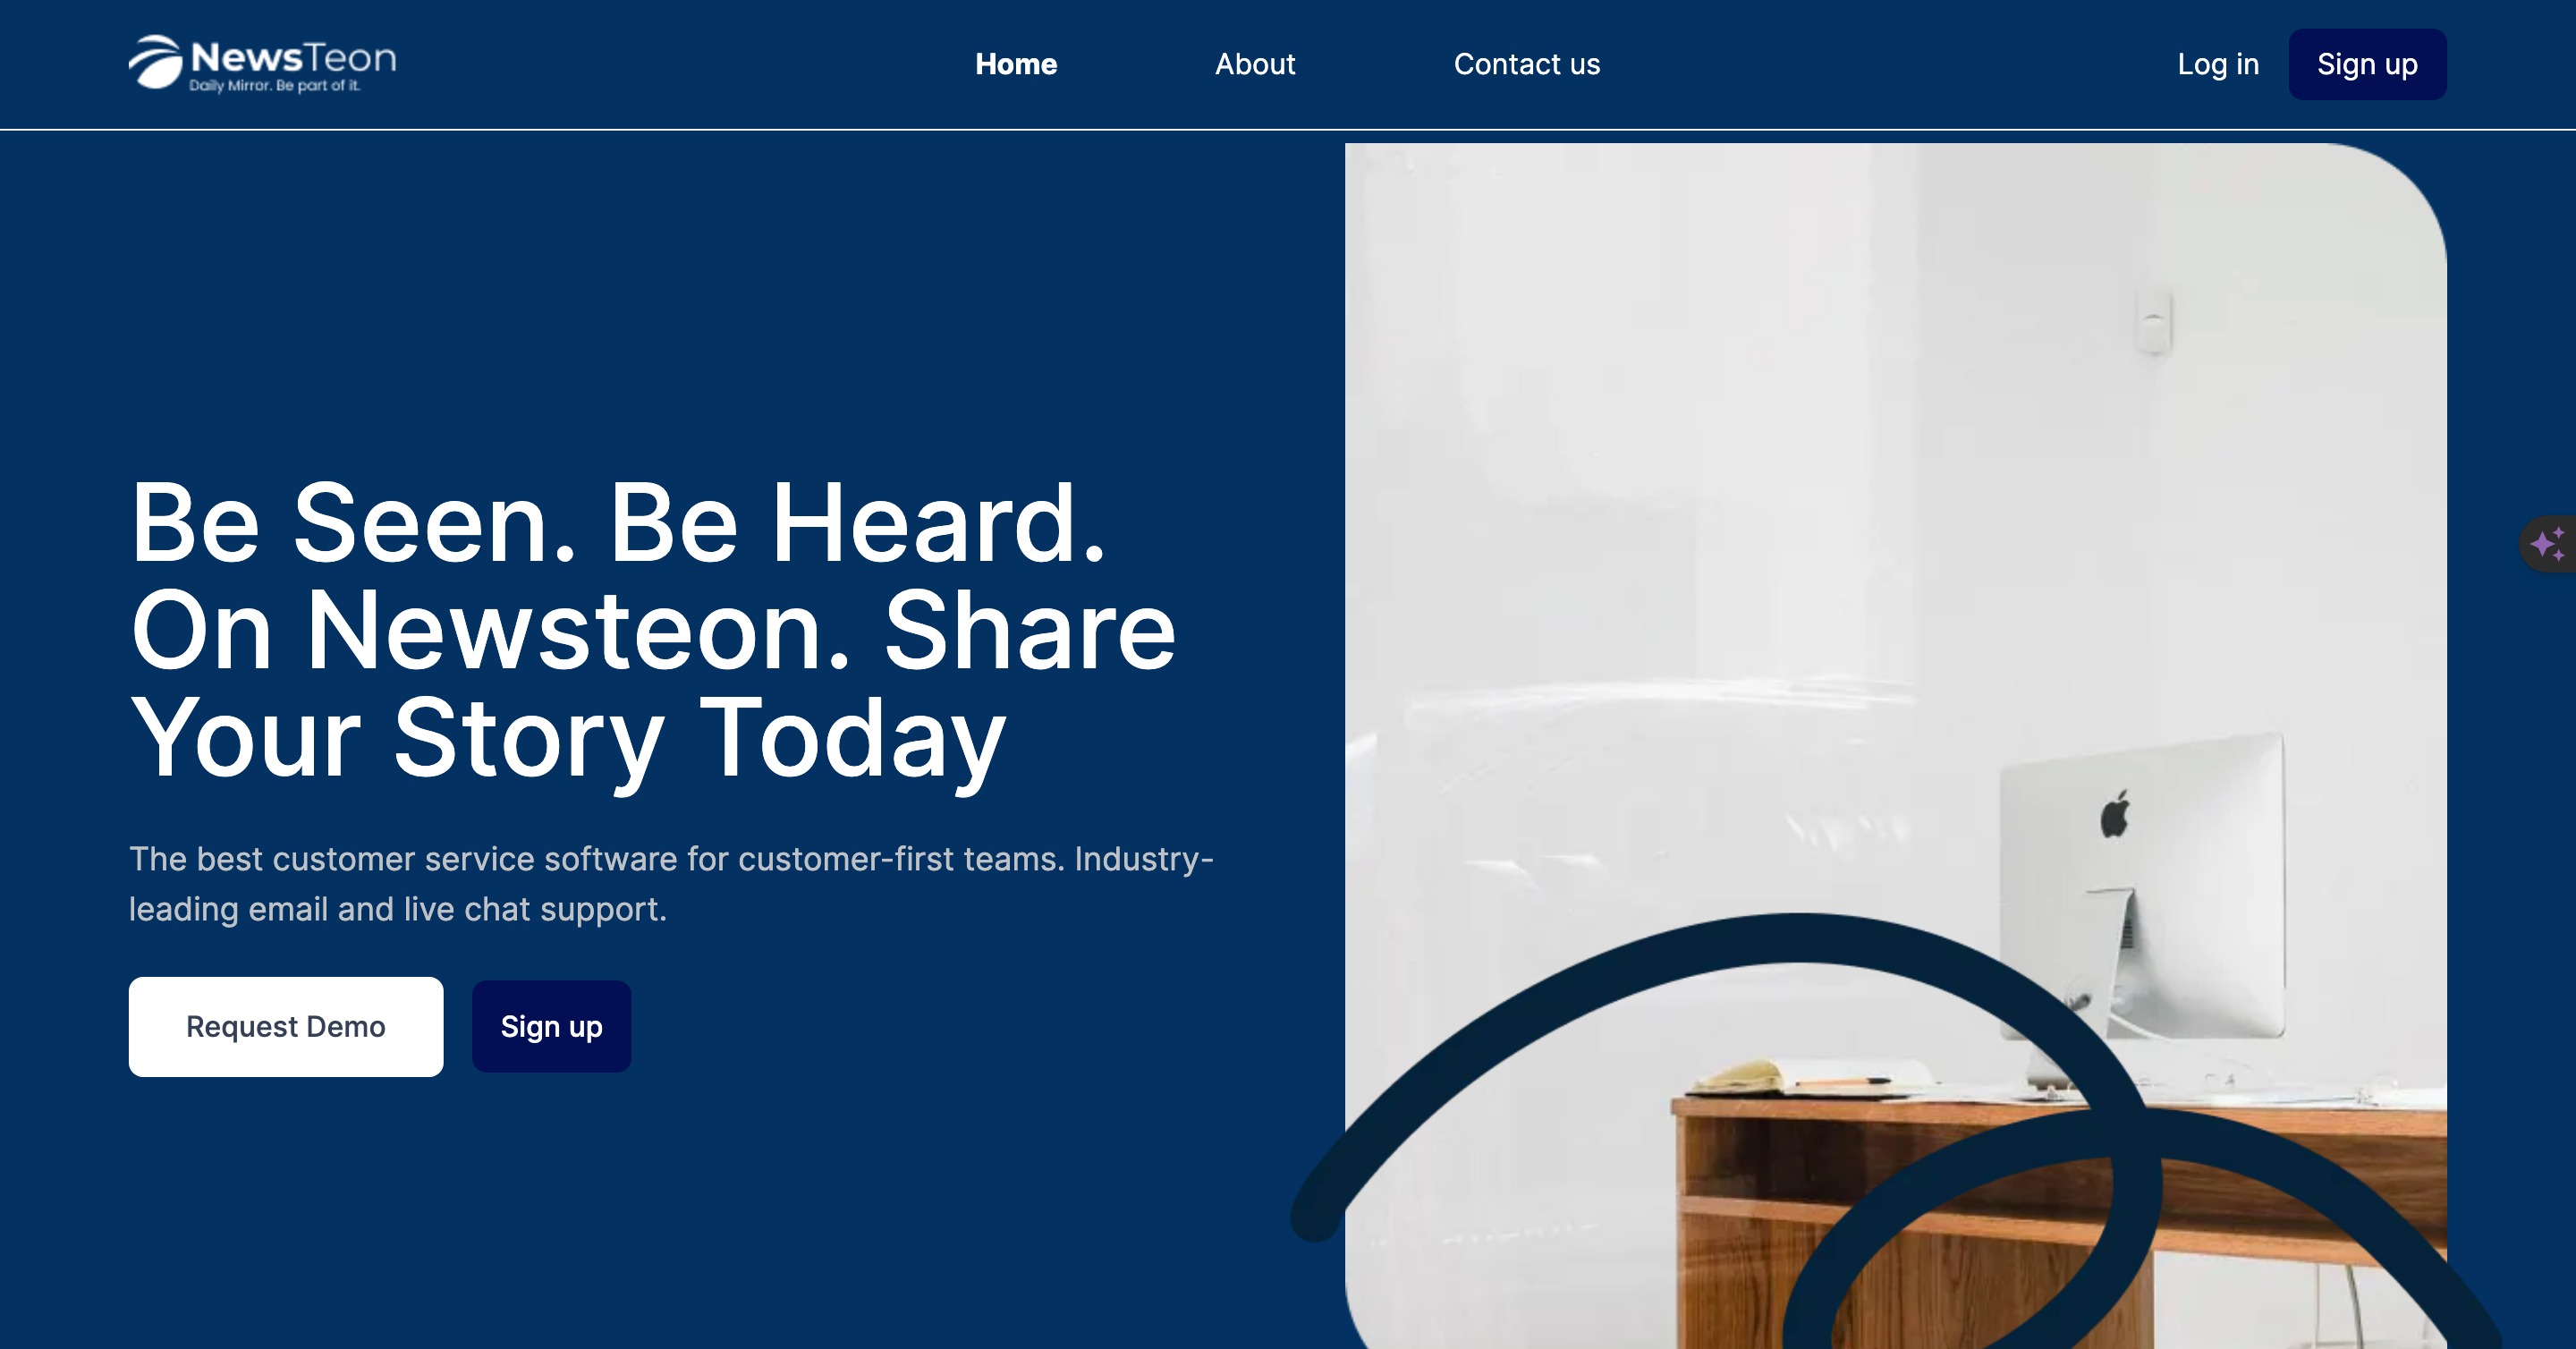 NewsTeon
Daily Mirror. Be part of it.
Home
About
Contact us
Log in
Sign up
Be Seen. Be Heard.
On Newsteon. Share
Your Story Today
The best customer service software for customer-first teams. Industry-
leading email and live chat support.
Request Demo
Sign up